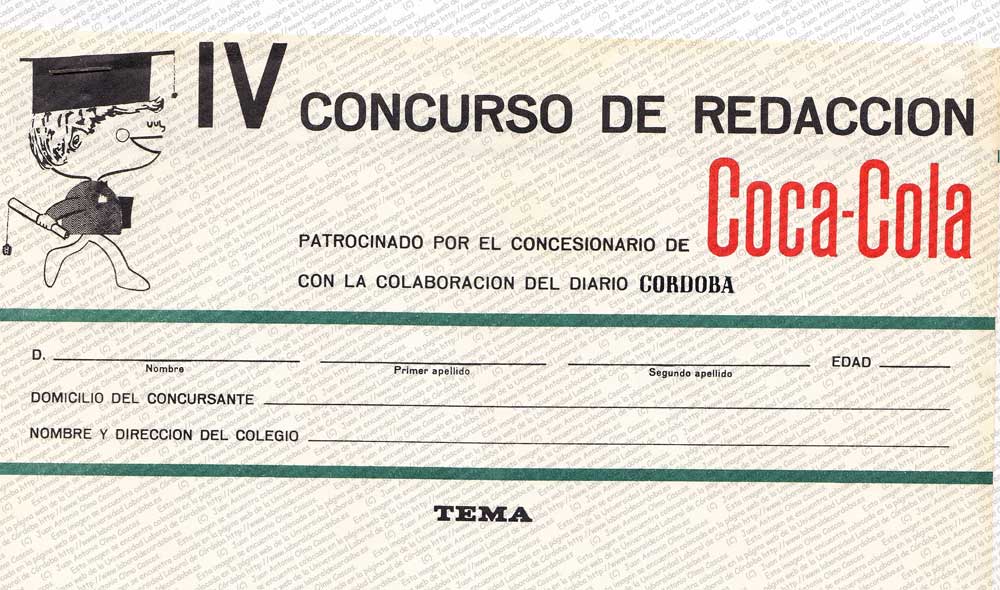 IV CONCURSO DE REDACCION
PATROCINADO POR EL CONCESIONARIO DE Coca-Cola
CON LA COLABORACION DEL DIARIO CORDOBA
D. EDAD
Nombre Primer apellido Segundo apellido
DOMICILIO DEL CONCURSANTE
NOMBRE Y DIRECCION DEL COLEGIO
TEMA